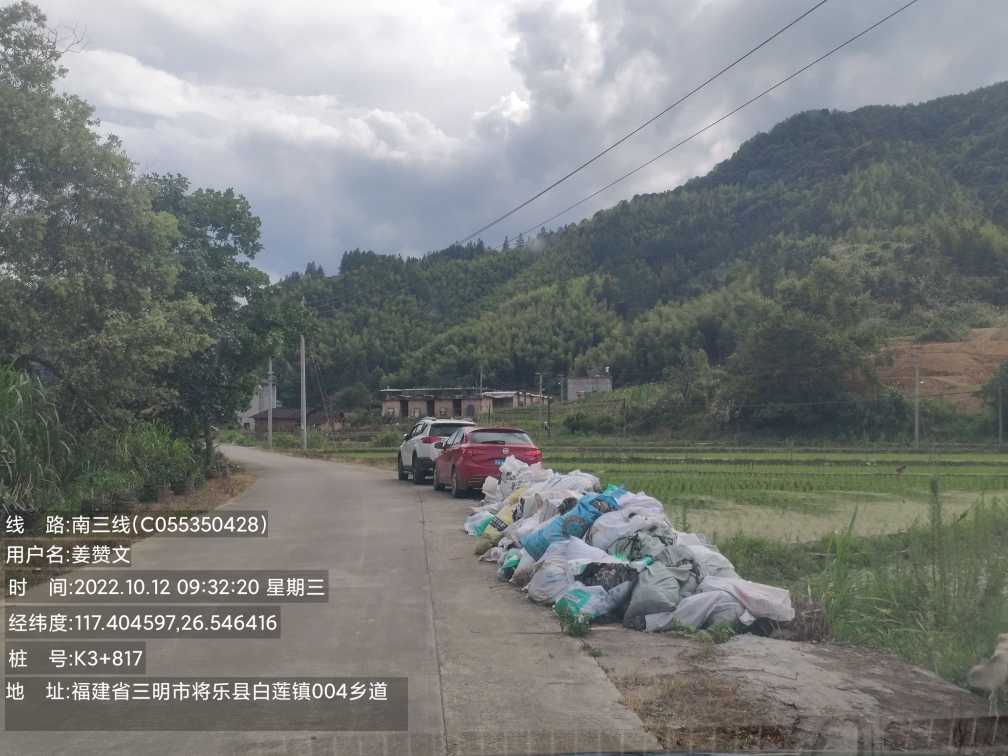 线　路:南三线(C055350428)
用户名:姜赞文
时　间:2022.10.12 09:32:20 星期三
经纬度:117.404597,26.546416
桩　号:K3+817
地　址:福建省三明市将乐县白莲镇004乡道